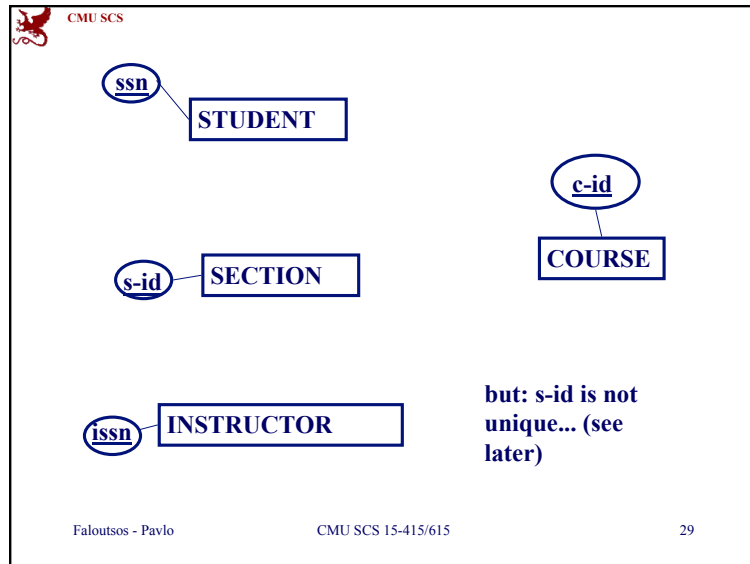 CMU SCS
ssn
STUDENT
c-id
COURSE
s-id
SECTION
but: s-id is not
unique... (see
later)
issn
INSTRUCTOR
Faloutsos - Pavlo
CMU SCS 15-415/615
29